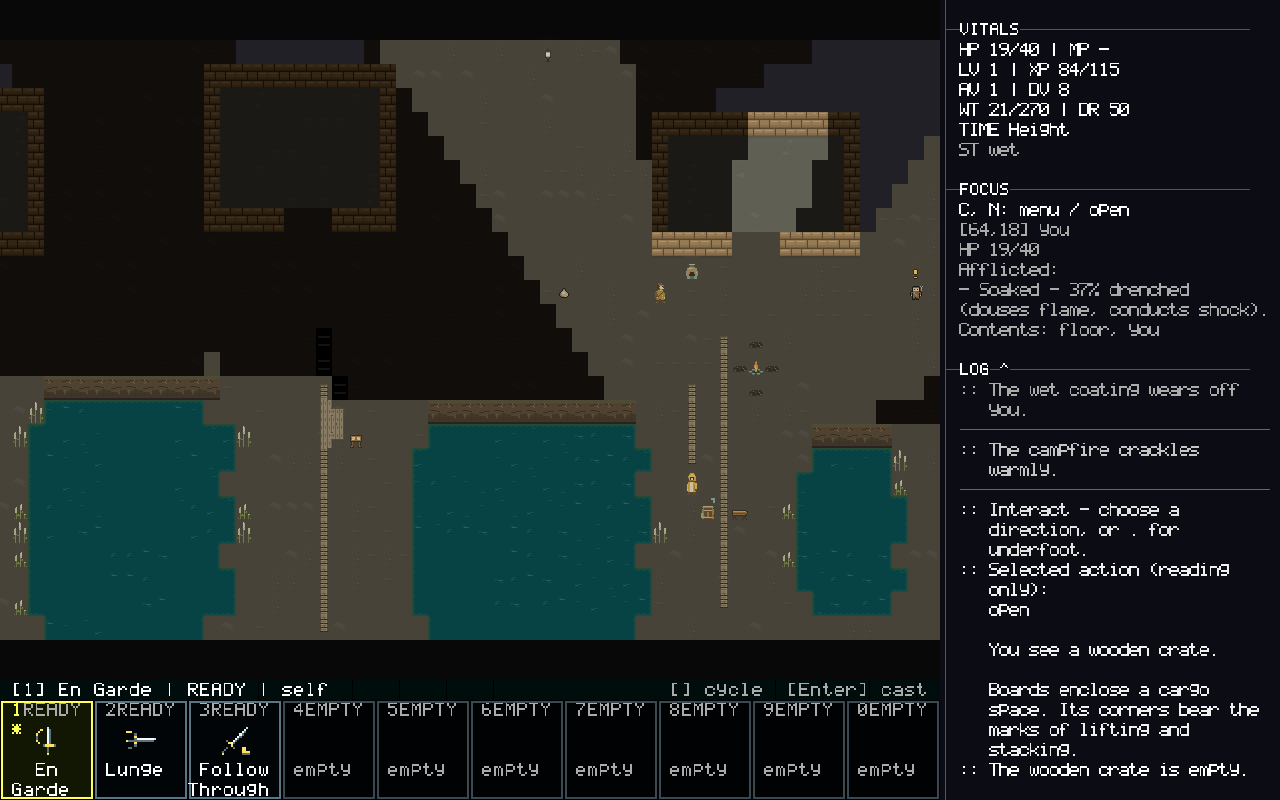 VITALS
HP 19/40 | MP -
LV 1 | XP 84/115
AV 1 | DV 8
WT 21/270 | DR 50
TIME Height
ST wet
FOCUS
C, N: menu / oPen
[64,18] You
HP 19/40
Afflicted:
- Soaked - 37% drenched
(douses flame, conducts shock).
Contents: floor, You
LOG ^
:: The wet coating wears off
you.
:: The campfire crackles
warmly.
:: Interact - choose a
direction, or . for
underfoot.
:: Selected action (reading
only):
oPen
You see a wooden crate.
Boards enclose a cargo
space. Its corners bear the
marks of lifting and
stacking.
:: The wooden crate is empty.
[1] En Garde | READY | self
[] cycle [Enter] cast
1READY 2READY 3READY 4EMPTY 5EMPTY 6EMPTY 7EMPTY 8EMPTY 9EMPTY 0EMPTY
*
En Garde
Lunge
Follow Through
empty empty empty empty empty empty empty